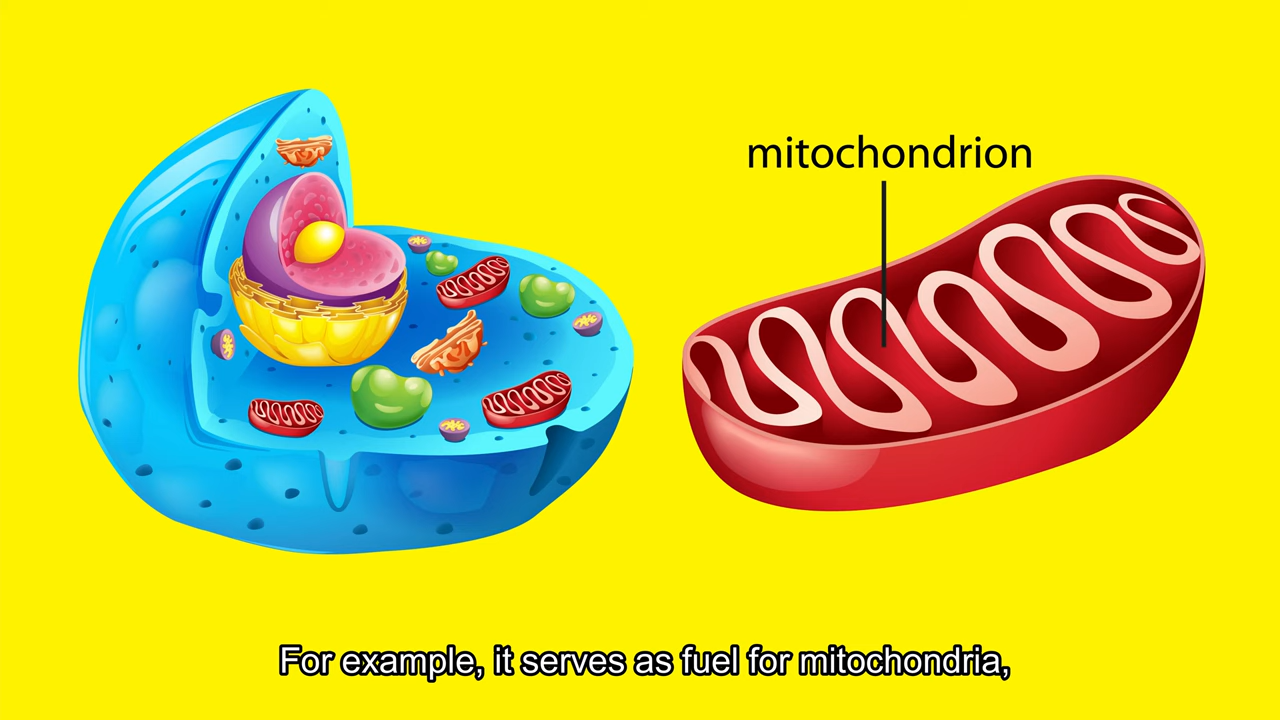 mitochondrion
For example, it serves as fuel for mitochondria,